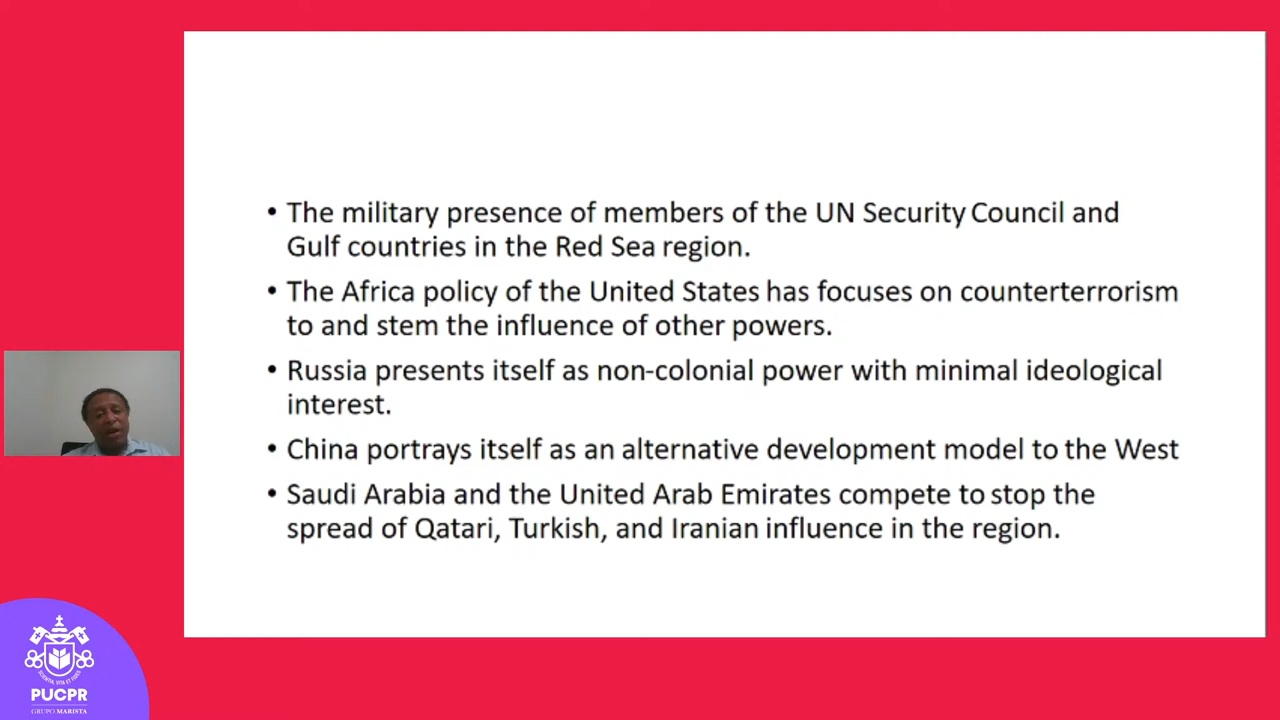 • The military presence of members of the UN Security Council and
Gulf countries in the Red Sea region.
• The Africa policy of the United States has focuses on counterterrorism
to and stem the influence of other powers.
• Russia presents itself as non-colonial power with minimal ideological
interest.
• China portrays itself as an alternative development model to the West
• Saudi Arabia and the United Arab Emirates compete to stop the
spread of Qatari, Turkish, and Iranian influence in the region.
PUCPR
GRUPO MARISTA